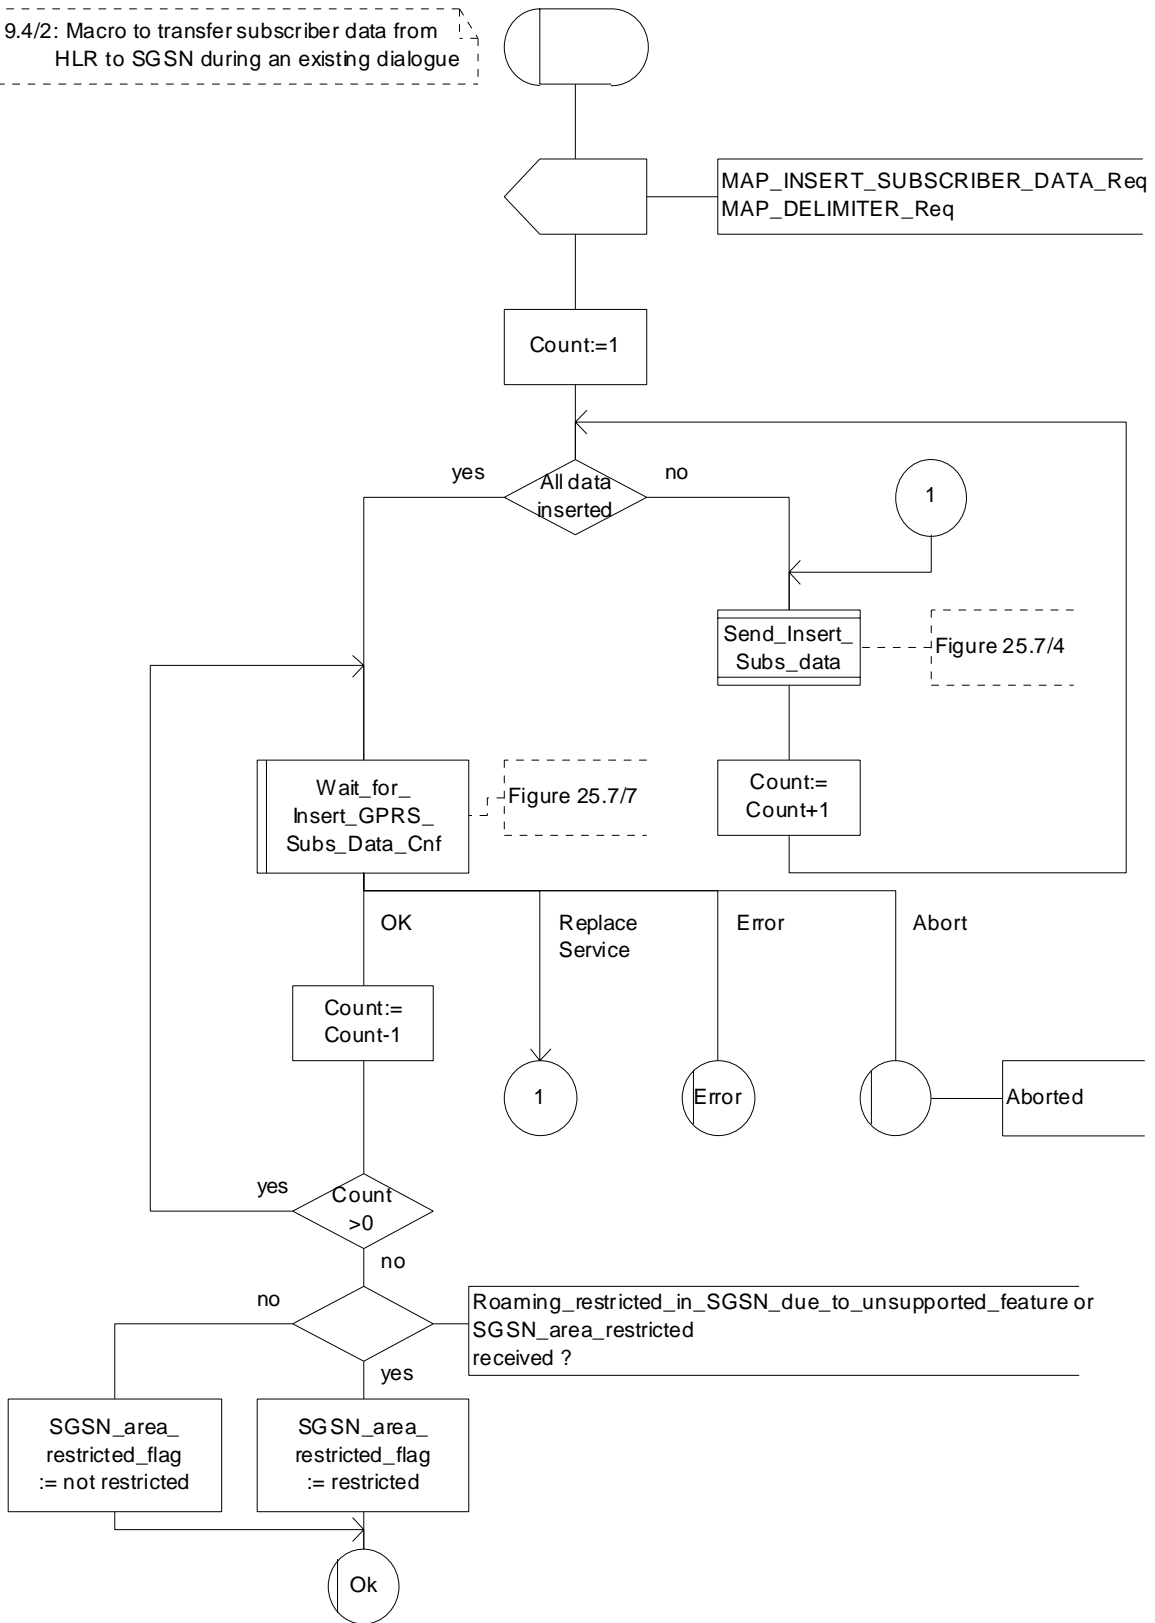 9.4/2: Macro to transfer subscriber data from
HLR to SGSN during an existing dialogue
MAP_INSERT_SUBSCRIBER_DATA_Req
MAP_DELIMITER_Req
Count:=1
yes
All data
inserted
no
1
Send_Insert_
Subs_data
Figure 25.7/4
Wait_for_
Insert_GPRS_
Subs_Data_Cnf
Figure 25.7/7
Count:=
Count+1
OK
Replace
Service
Error
Abort
Count:=
Count-1
1
Error
Aborted
yes
Count
>0
no
no
Roaming_restricted_in_SGSN_due_to_unsupported_feature or
SGSN_area_restricted
received ?
yes
SGSN_area_
restricted_flag
:= not restricted
SGSN_area_
restricted_flag
:= restricted
Ok